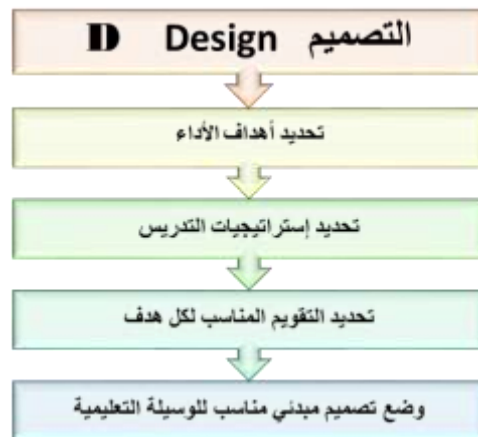 التصميم Design D
تحديد أهداف الأداء
تحديد إستراتيجيات التدريس
تحديد التقويم المناسب لكل هدف
وضع تصميم مبدئي مناسب للوسيلة التعليمية